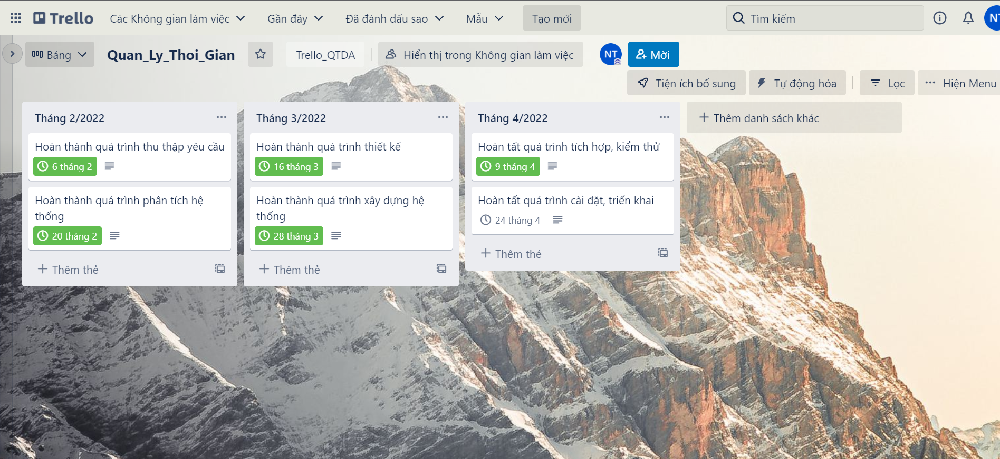 Trello Các Không gian làm việc Gần đây Đã đánh dấu sao Mẫu Tạo mới Tìm kiếm NT
Bảng Quan_Ly_Thoi_Gian Trello_QTDA Hiển thị trong Không gian làm việc NT Mời
Tiện ích bổ sung Tự động hóa Lọc Hiện Menu
Tháng 2/2022
Hoàn thành quá trình thu thập yêu cầu
6 tháng 2
Hoàn thành quá trình phân tích hệ
thống
20 tháng 2
Thêm thẻ
Tháng 3/2022
Hoàn thành quá trình thiết kế
16 tháng 3
Hoàn thành quá trình xây dựng hệ
thống
28 tháng 3
Thêm thẻ
Tháng 4/2022
Hoàn tất quá trình tích hợp, kiểm thử
9 tháng 4
Hoàn tất quá trình cài đặt, triển khai
24 tháng 4
Thêm thẻ
Thêm danh sách khác